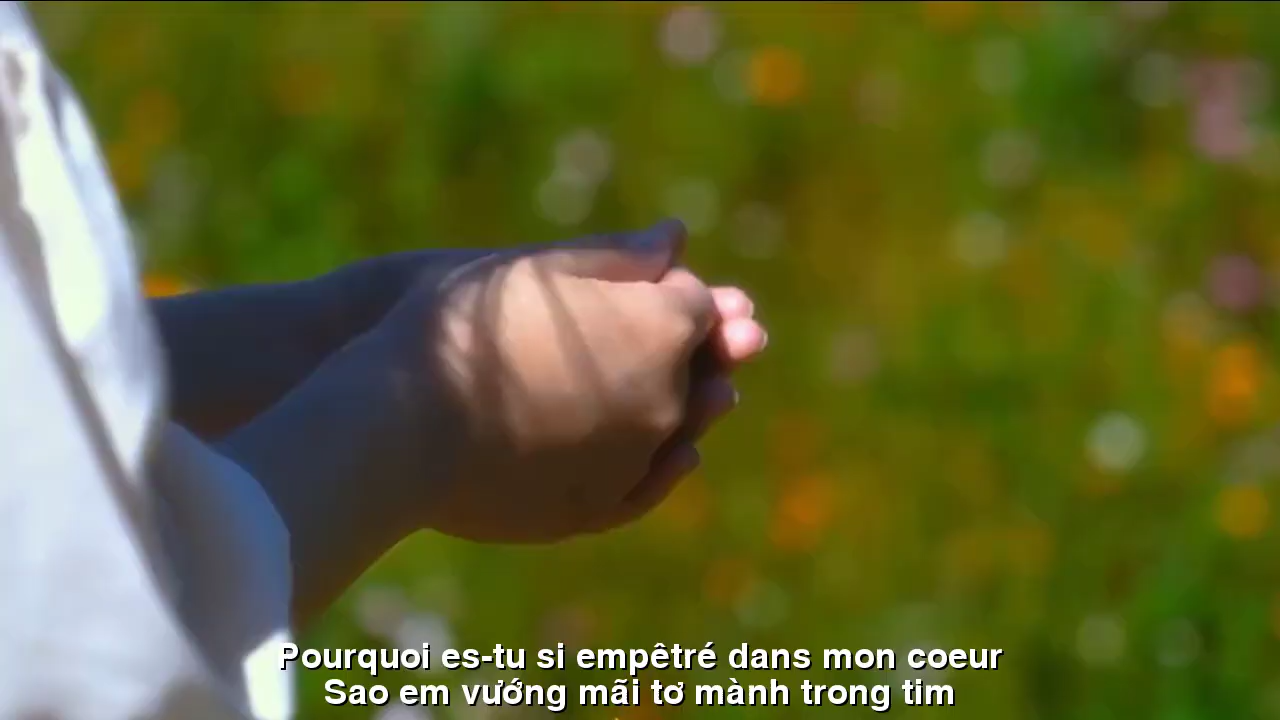 Pourquoi es-tu si empêtré dans mon coeur
Sao em vướng mãi tơ mành trong tim